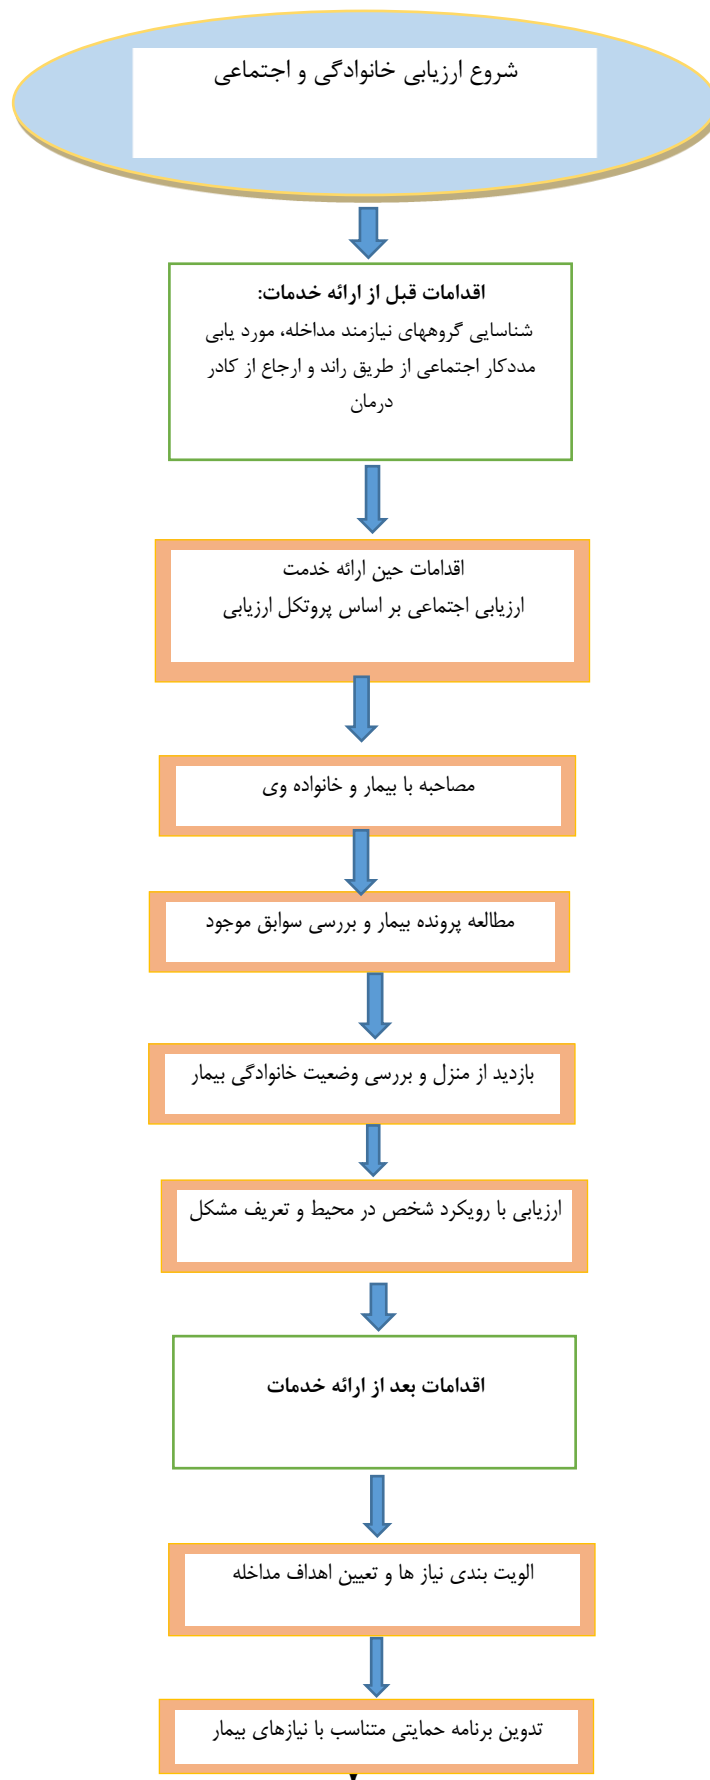 شروع ارزیابی خانوادگی و اجتماعی
اقدامات قبل از ارائه خدمات:
شناسایی گروههای نیازمند مداخله، مورد یابی
مددکار اجتماعی از طریق راند و ارجاع از کادر
درمان
اقدامات حین ارائه خدمت
ارزیابی اجتماعی بر اساس پروتکل ارزیابی
مصاحبه با بیمار و خانواده وی
مطالعه پرونده بیمار و بررسی سوابق موجود
بازدید از منزل و بررسی وضعیت خانوادگی بیمار
ارزیابی با رویکرد شخص در محیط و تعریف مشکل
اقدامات بعد از ارائه خدمات
الویت بندی نیاز ها و تعیین اهداف مداخله
تدوین برنامه حمایتی متناسب با نیازهای بیمار